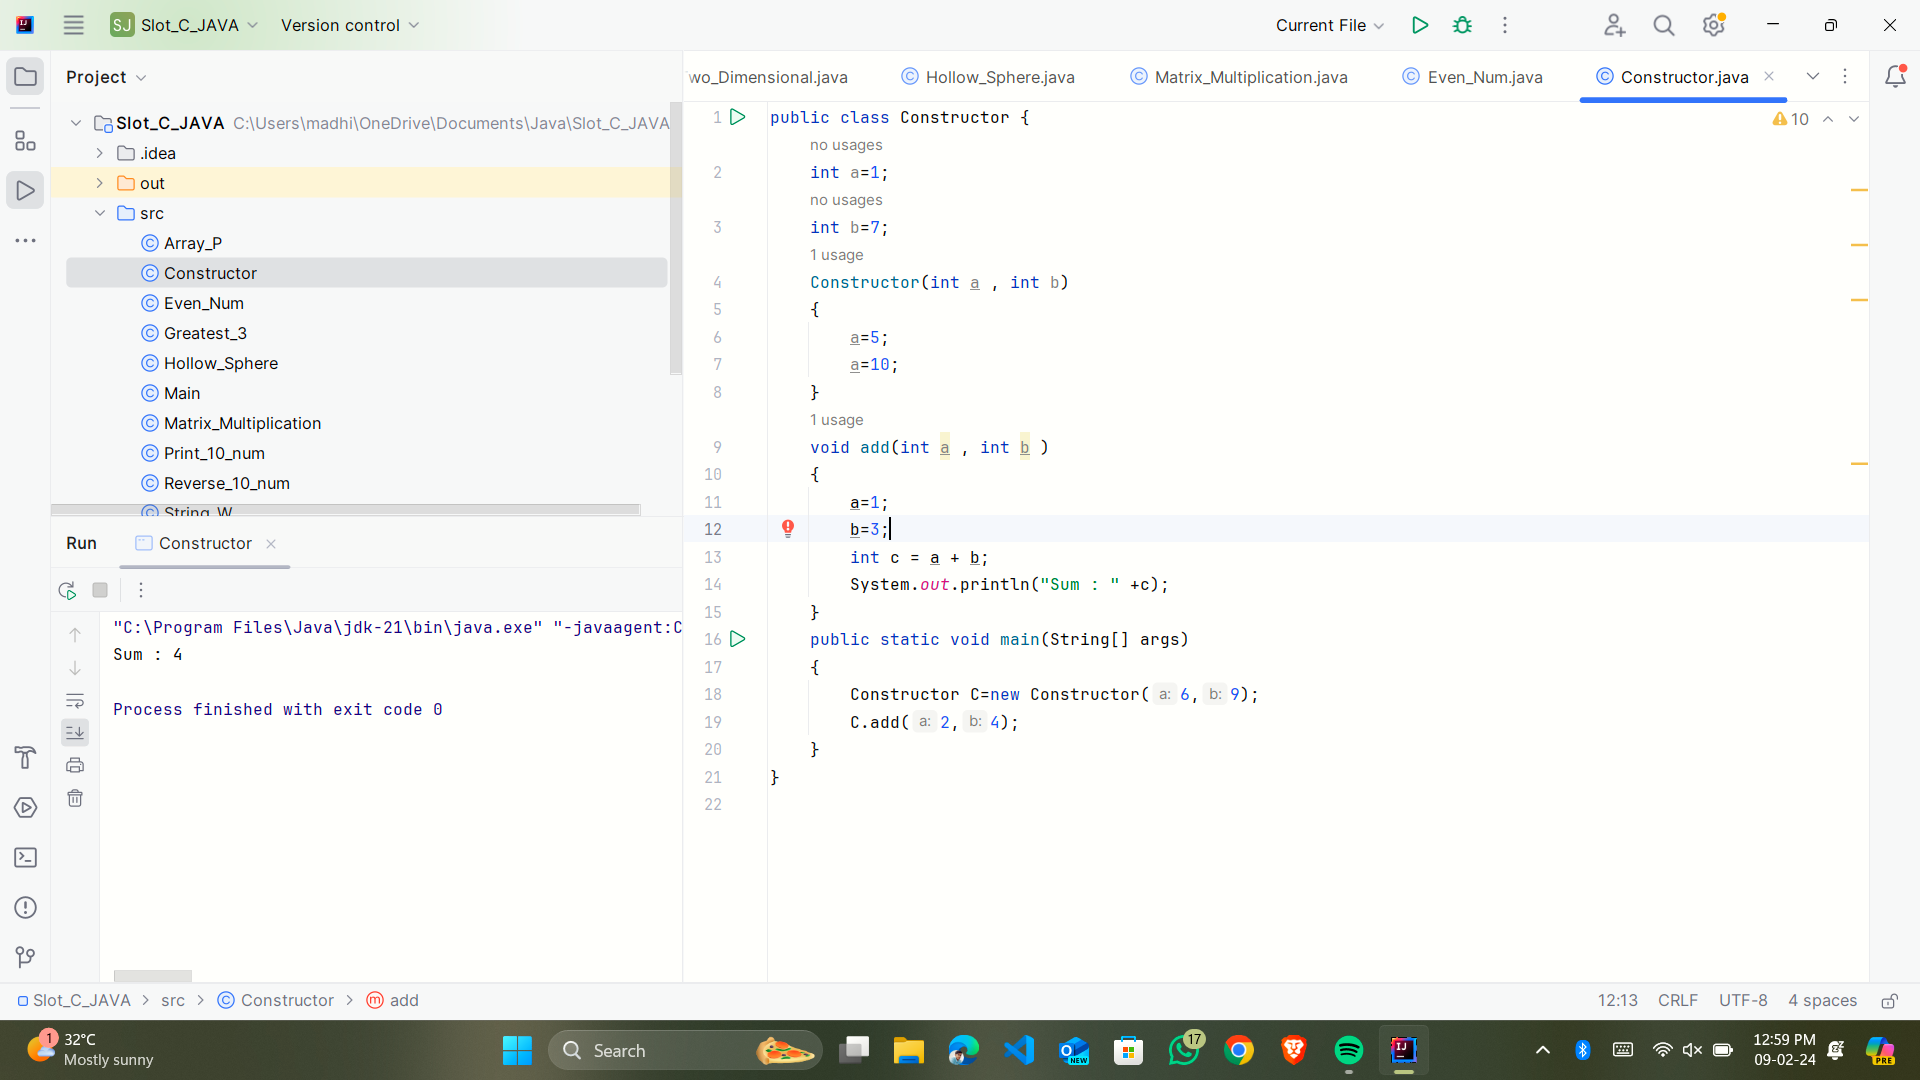 SJ Slot_C_JAVA Version control Current File
Project
Slot_C_JAVA C:\Users\madhi\OneDrive\Documents\Java\Slot_C_JAVA
.idea
out
src
Array_P
Constructor
Even_Num
Greatest_3
Hollow_Sphere
Main
Matrix_Multiplication
Print_10_num
Reverse_10_num
String_W
wo_Dimensional.java Hollow_Sphere.java Matrix_Multiplication.java Even_Num.java Constructor.java
10
1 public class Constructor {
no usages
2 int a=1;
no usages
3 int b=7;
1 usage
4 Constructor(int a , int b)
5 {
6 a=5;
7 a=10;
8 }
1 usage
9 void add(int a , int b )
10 {
11 a=1;
12 b=3;
13 int c = a + b;
14 System.out.println("Sum : " +c);
15 }
16 public static void main(String[] args)
17 {
18 Constructor C=new Constructor( a: 6, b: 9);
19 C.add( a: 2, b: 4);
20 }
21 }
22
Run Constructor
"C:\Program Files\Java\jdk-21\bin\java.exe" "-javaagent:C
Sum : 4
Process finished with exit code 0
Slot_C_JAVA > src > Constructor > add
12:13 CRLF UTF-8 4 spaces
1
32°C
Mostly sunny
Search
NEW
17
IJ
12:59 PM
09-02-24
PRE